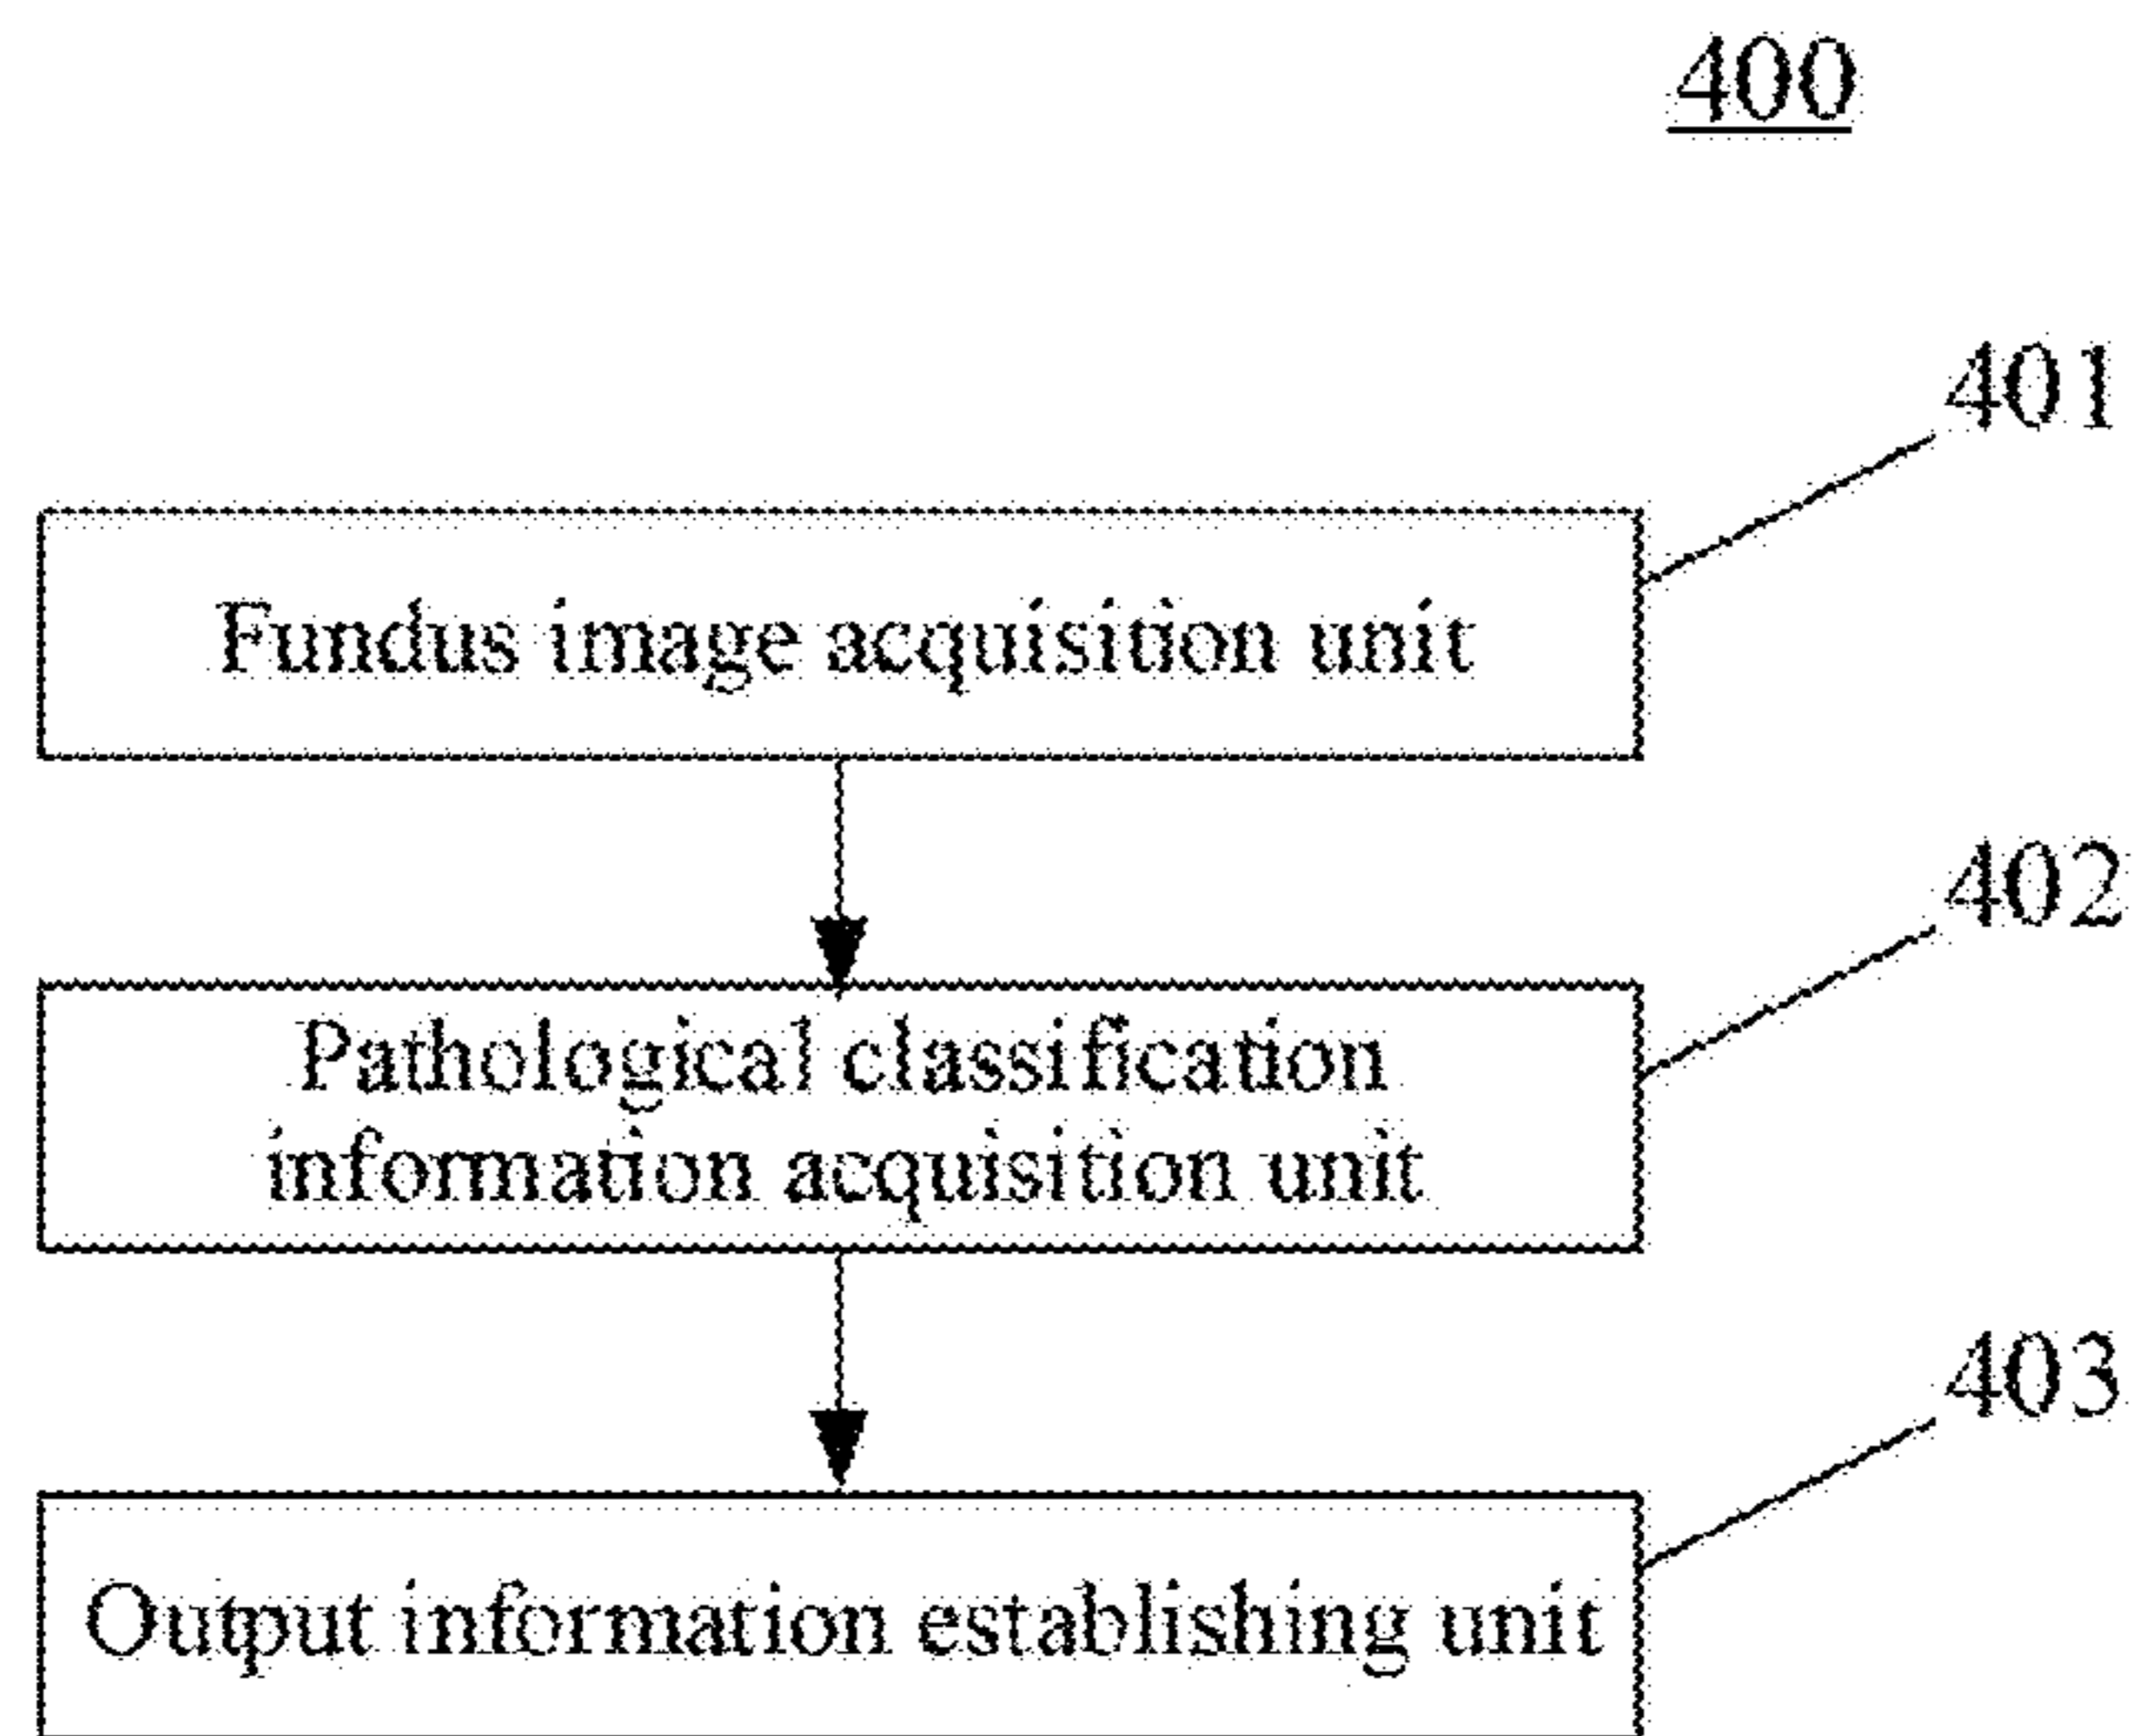 400
401
Fundus image acquisition unit
402
Pathological classification
information acquisition unit
403
Output information establishing unit